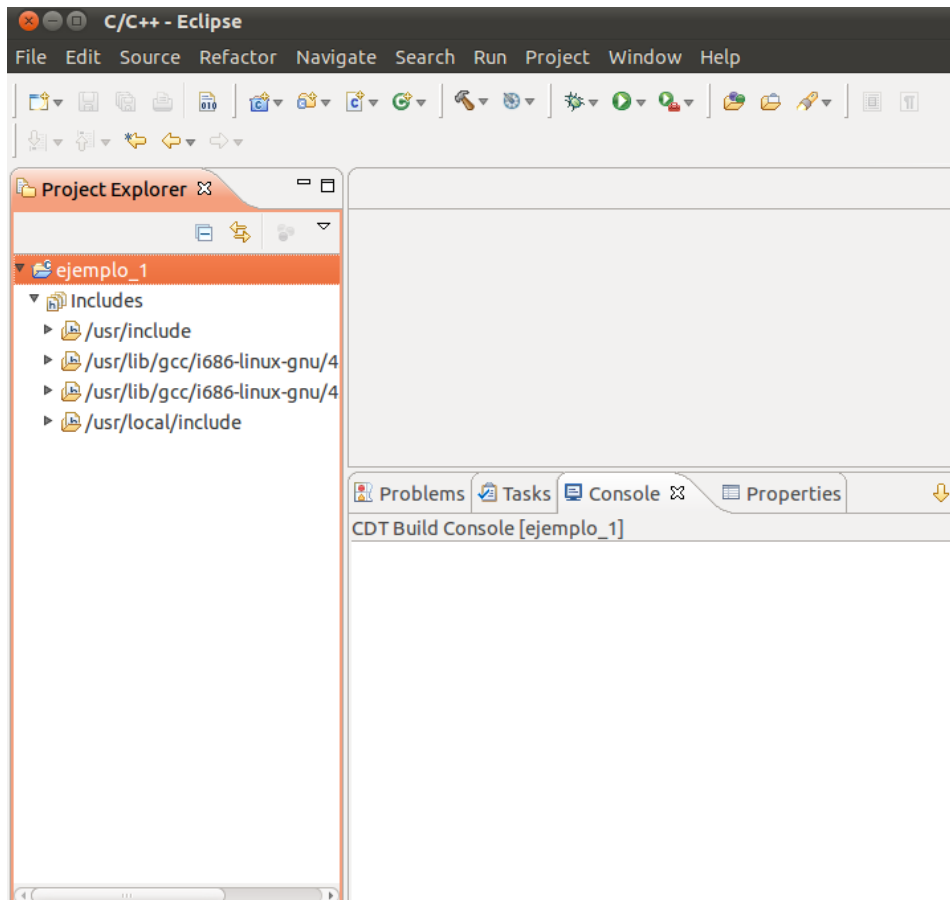 C/C++ - Eclipse
File Edit Source Refactor Navigate Search Run Project Window Help
Project Explorer
ejemplo_1
Includes
/usr/include
/usr/lib/gcc/i686-linux-gnu/4
/usr/lib/gcc/i686-linux-gnu/4
/usr/local/include
Problems Tasks Console Properties
CDT Build Console [ejemplo_1]